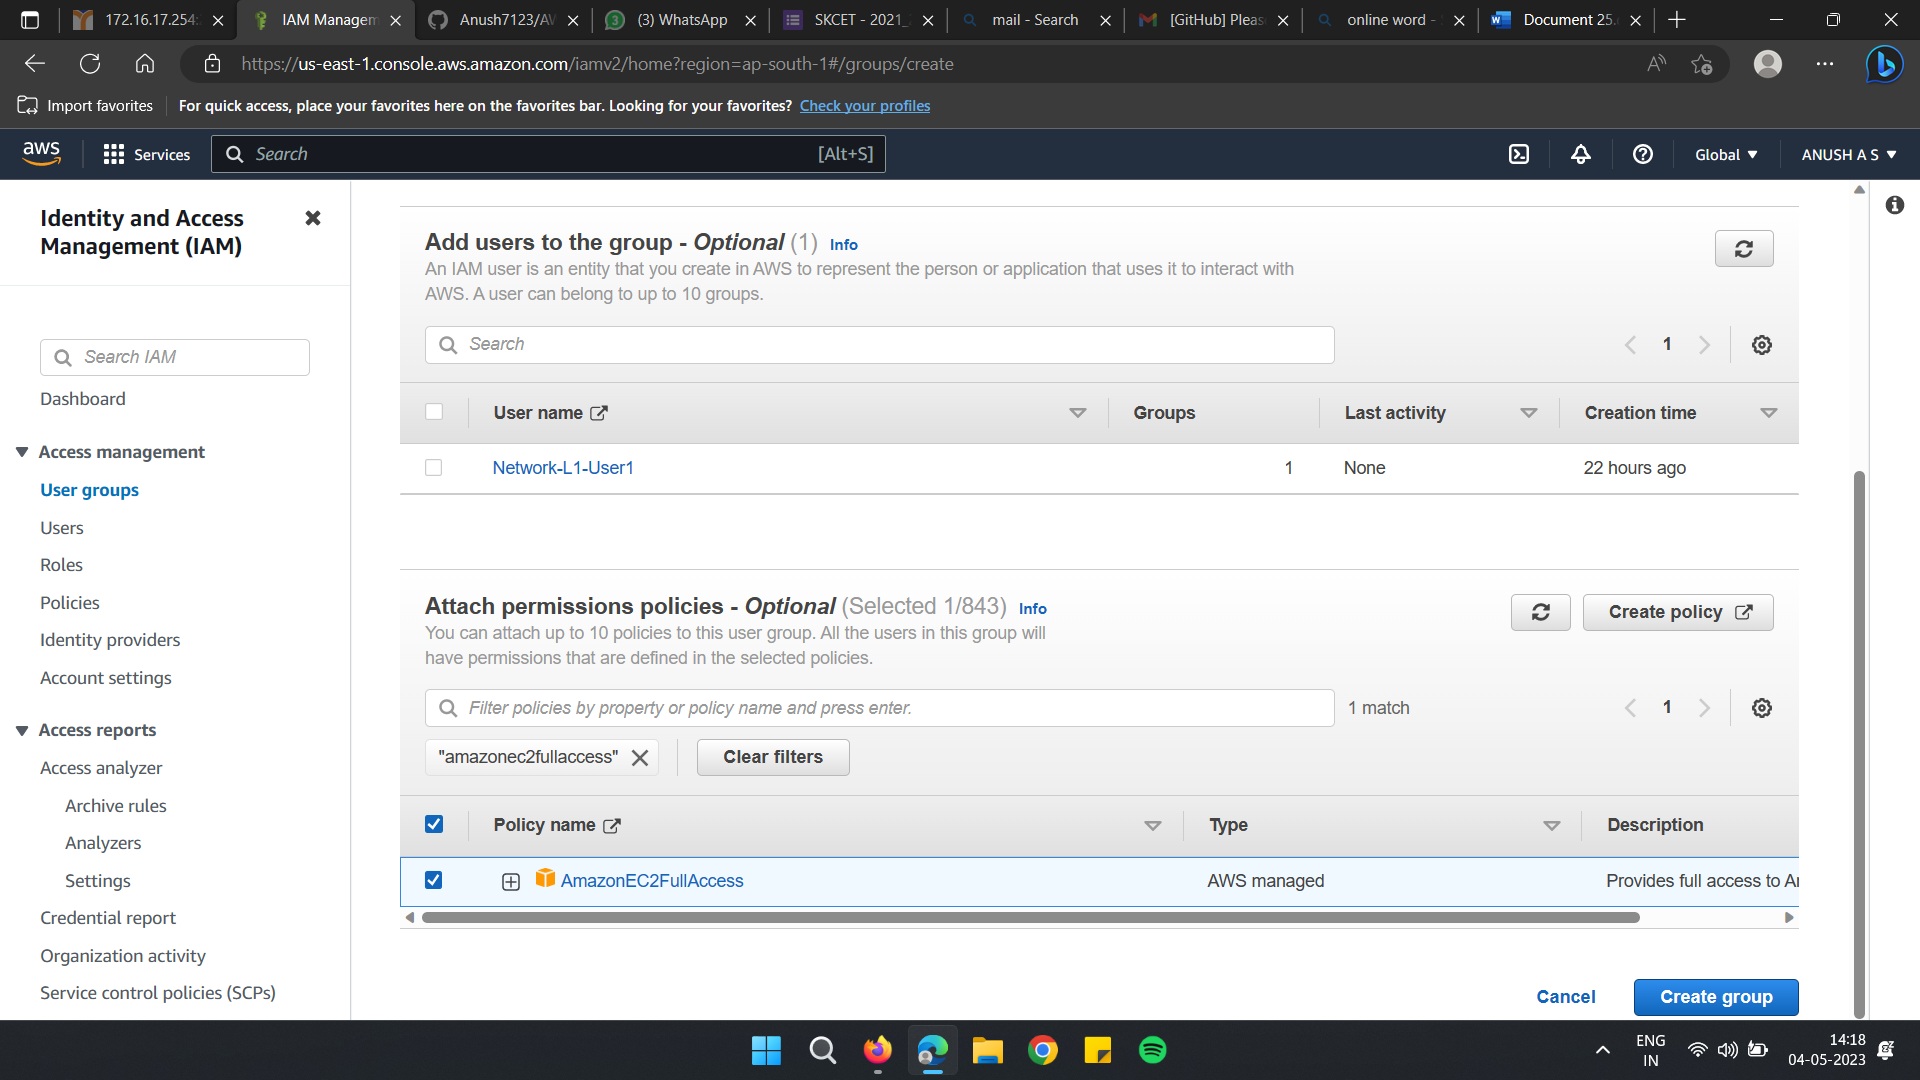 172.16.17.254:
IAM Managem
Anush7123/AW
(3) WhatsApp
SKCET - 2021_
mail - Search
[GitHub] Pleas
online word -
Document 25.
https://us-east-1.console.aws.amazon.com/iamv2/home?region=ap-south-1#/groups/create
Import favorites
For quick access, place your favorites here on the favorites bar. Looking for your favorites? Check your profiles
aws
Services
Search
[Alt+S]
Global
ANUSH A S
Identity and Access
Management (IAM)
Search IAM
Dashboard
Access management
User groups
Users
Roles
Policies
Identity providers
Account settings
Access reports
Access analyzer
Archive rules
Analyzers
Settings
Credential report
Organization activity
Service control policies (SCPs)
Add users to the group - Optional (1) Info
An IAM user is an entity that you create in AWS to represent the person or application that uses it to interact with
AWS. A user can belong to up to 10 groups.
Search
1
User name
Groups
Last activity
Creation time
Network-L1-User1
1
None
22 hours ago
Attach permissions policies - Optional (Selected 1/843) Info
You can attach up to 10 policies to this user group. All the users in this group will
have permissions that are defined in the selected policies.
Create policy
Filter policies by property or policy name and press enter.
1 match
1
"amazonec2fullaccess"
Clear filters
Policy name
Type
Description
AmazonEC2FullAccess
AWS managed
Provides full access to Ar
Cancel
Create group
ENG
IN
14:18
04-05-2023